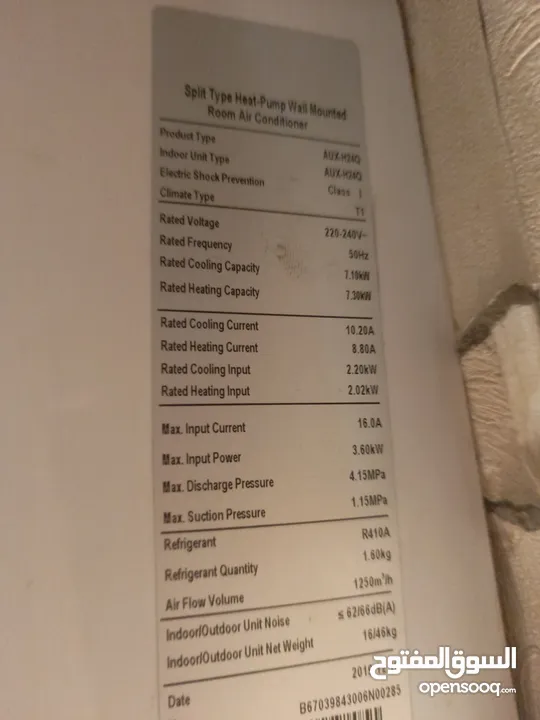 Split Type Heat-Pump Wall Mounted
Room Air Conditioner
Product Type AUX-H24Q
Indoor Unit Type AUX-H24Q
Electric Shock Prevention Class I
Climate Type T1
Rated Voltage 220-240V~
Rated Frequency 50Hz
Rated Cooling Capacity 7.10kW
Rated Heating Capacity 7.30kW
Rated Cooling Current 10.20A
Rated Heating Current 8.80A
Rated Cooling Input 2.20kW
Rated Heating Input 2.02kW
Max. Input Current 16.0A
Max. Input Power 3.60kW
Max. Discharge Pressure 4.15MPa
Max. Suction Pressure 1.15MPa
Refrigerant R410A
Refrigerant Quantity 1.60kg
Air Flow Volume 1250m³/h
Indoor/Outdoor Unit Noise ≤ 62/66dB(A)
Indoor/Outdoor Unit Net Weight 16/46kg
Date
B67039843006N00285
السوق المفتوح
opensooq.com